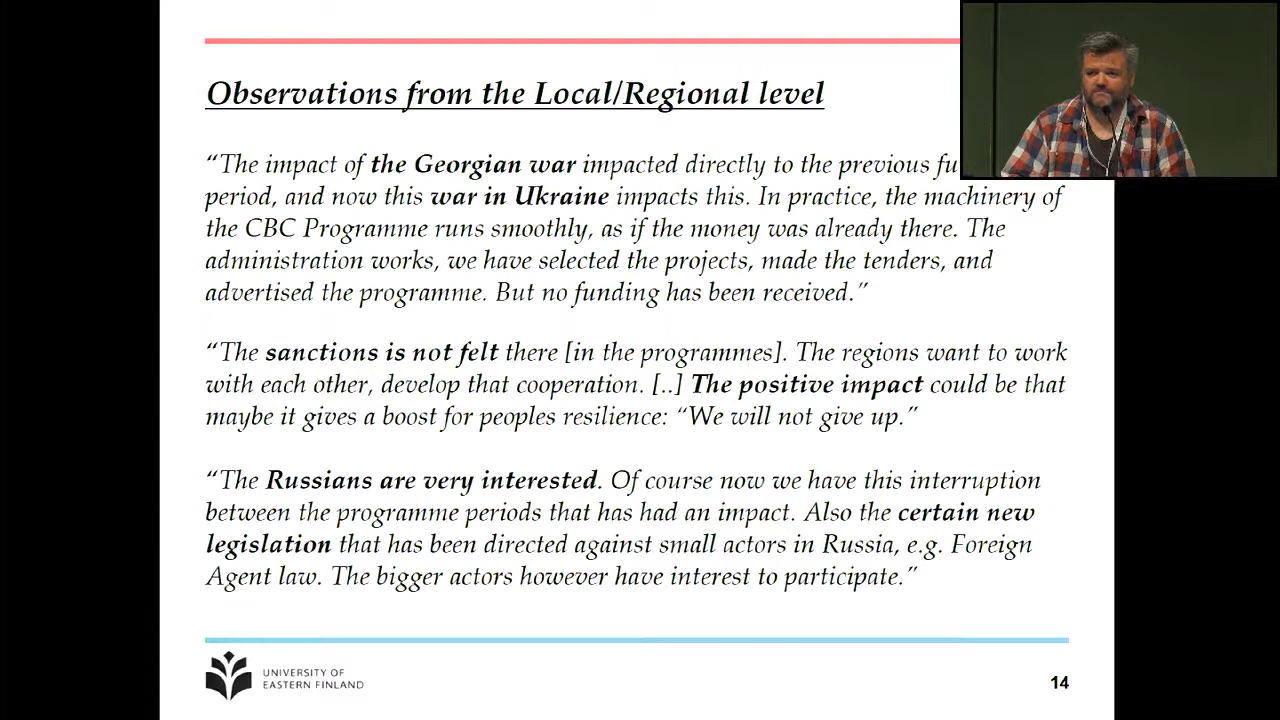 Observations from the Local/Regional level
“The impact of the Georgian war impacted directly to the previous
period, and now this war in Ukraine impacts this. In practice, the machinery of
the CBC Programme runs smoothly, as if the money was already there. The
administration works, we have selected the projects, made the tenders, and
advertised the programme. But no funding has been received.”
“The sanctions is not felt there [in the programmes]. The regions want to work
with each other, develop that cooperation. [..] The positive impact could be that
maybe it gives a boost for peoples resilience: “We will not give up.”
“The Russians are very interested. Of course now we have this interruption
between the programme periods that has had an impact. Also the certain new
legislation that has been directed against small actors in Russia, e.g. Foreign
Agent law. The bigger actors however have interest to participate.”
UNIVERSITY OF
EASTERN FINLAND
14